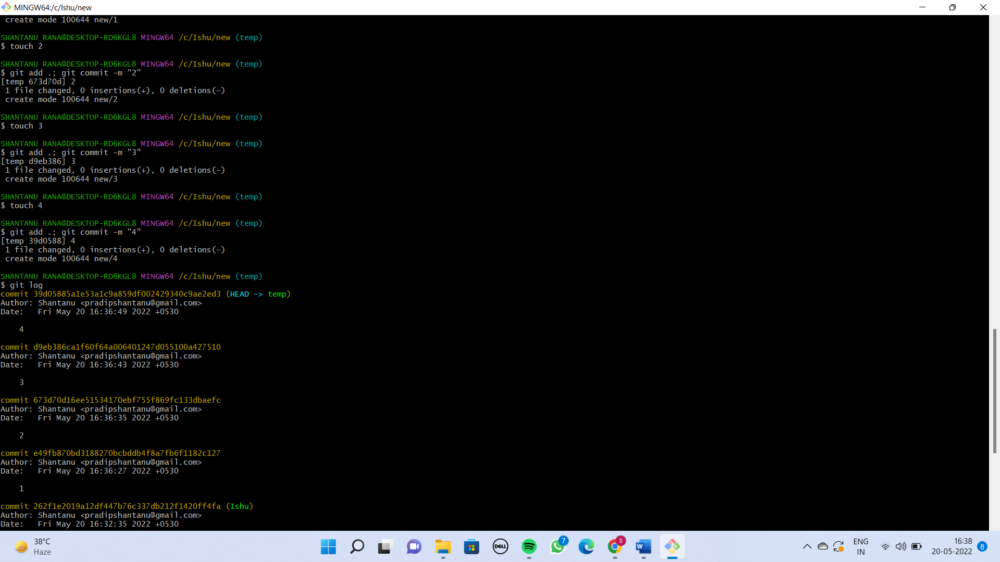 MINGW64:/c/Ishu/new
 create mode 100644 new/1
SHANTANU RANA@DESKTOP-RD6KGL8 MINGW64 /c/Ishu/new (temp)
$ touch 2
SHANTANU RANA@DESKTOP-RD6KGL8 MINGW64 /c/Ishu/new (temp)
$ git add .; git commit -m "2"
[temp 673d70d] 2
 1 file changed, 0 insertions(+), 0 deletions(-)
 create mode 100644 new/2
SHANTANU RANA@DESKTOP-RD6KGL8 MINGW64 /c/Ishu/new (temp)
$ touch 3
SHANTANU RANA@DESKTOP-RD6KGL8 MINGW64 /c/Ishu/new (temp)
$ git add .; git commit -m "3"
[temp d9eb386] 3
 1 file changed, 0 insertions(+), 0 deletions(-)
 create mode 100644 new/3
SHANTANU RANA@DESKTOP-RD6KGL8 MINGW64 /c/Ishu/new (temp)
$ touch 4
SHANTANU RANA@DESKTOP-RD6KGL8 MINGW64 /c/Ishu/new (temp)
$ git add .; git commit -m "4"
[temp 39d0588] 4
 1 file changed, 0 insertions(+), 0 deletions(-)
 create mode 100644 new/4
SHANTANU RANA@DESKTOP-RD6KGL8 MINGW64 /c/Ishu/new (temp)
$ git log
commit 39d05885a1e53a1c9a859df002429340c9ae2ed3 (HEAD -> temp)
Author: Shantanu <pradipshantanu@gmail.com>
Date:   Fri May 20 16:36:49 2022 +0530
    4
commit d9eb386ca1f60f64a006401247d055100a427510
Author: Shantanu <pradipshantanu@gmail.com>
Date:   Fri May 20 16:36:43 2022 +0530
    3
commit 673d70d16ee51534170ebf755f869fc133dbaefc
Author: Shantanu <pradipshantanu@gmail.com>
Date:   Fri May 20 16:36:35 2022 +0530
    2
commit e49fb870bd3188270bcbddb4f8a7fb6f1182c127
Author: Shantanu <pradipshantanu@gmail.com>
Date:   Fri May 20 16:36:27 2022 +0530
    1
commit 262f1e2019a12df447b76c337db212f1420ff4fa (Ishu)
Author: Shantanu <pradipshantanu@gmail.com>
Date:   Fri May 20 16:32:35 2022 +0530
38°C
Haze
DELL
7
S
W
ENG
IN
16:38
20-05-2022
8